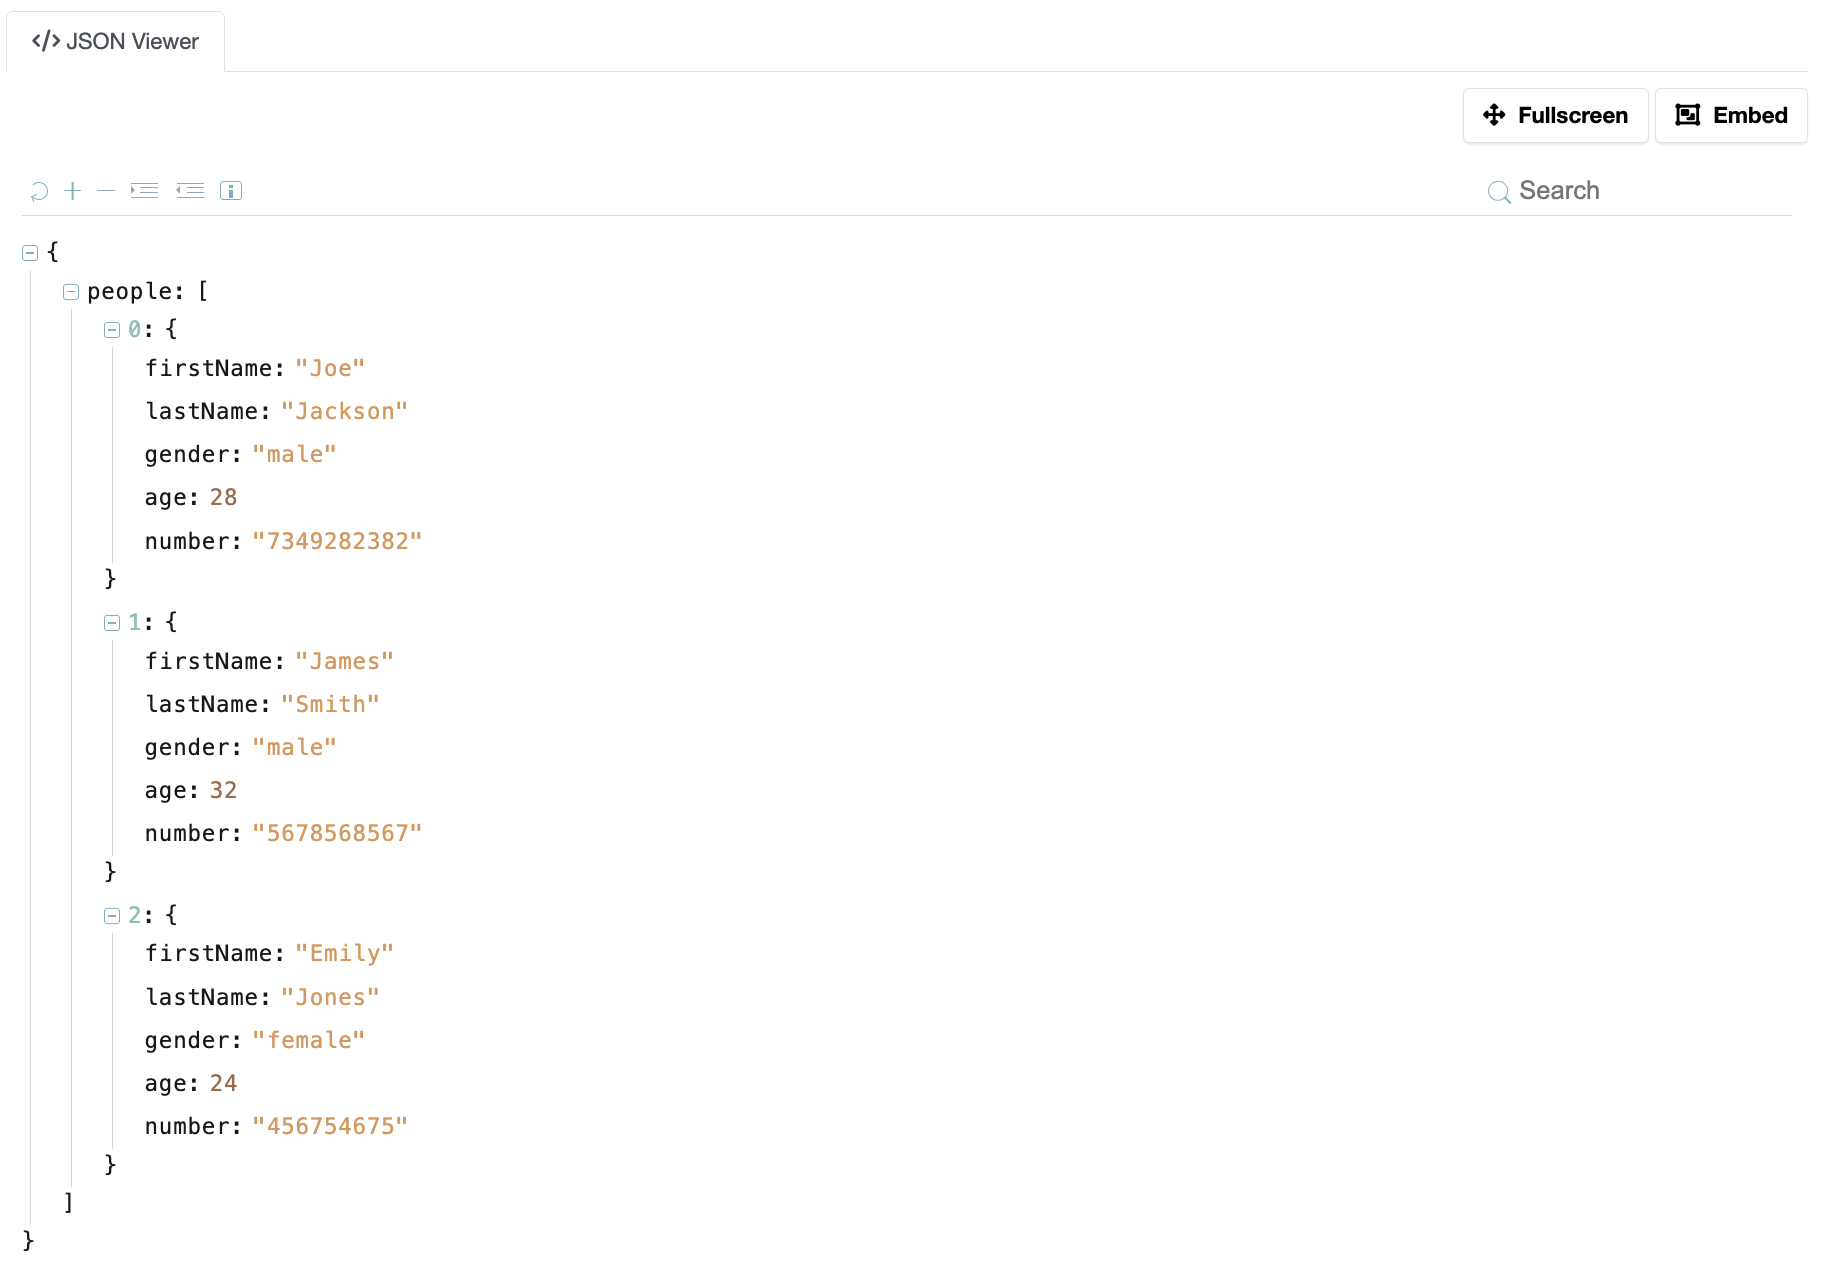 </> JSON Viewer
Fullscreen Embed
Search
{
people: [
0: {
firstName: "Joe"
lastName: "Jackson"
gender: "male"
age: 28
number: "7349282382"
}
1: {
firstName: "James"
lastName: "Smith"
gender: "male"
age: 32
number: "5678568567"
}
2: {
firstName: "Emily"
lastName: "Jones"
gender: "female"
age: 24
number: "456754675"
}
]
}